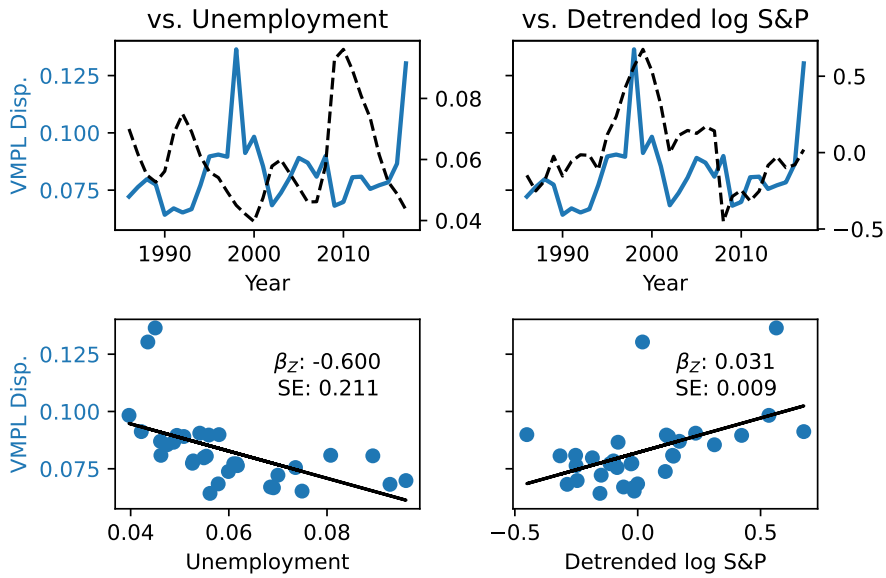 vs. Unemployment
vs. Detrended log S&P
VMPL Disp.
0.125
0.100
0.075
0.08
0.06
0.04
0.5
0.0
−0.5
1990
2000
2010
1990
2000
2010
Year
Year
VMPL Disp.
0.125
0.100
0.075
βZ: -0.600
SE: 0.211
βZ: 0.031
SE: 0.009
0.04
0.06
0.08
−0.5
0.0
0.5
Unemployment
Detrended log S&P